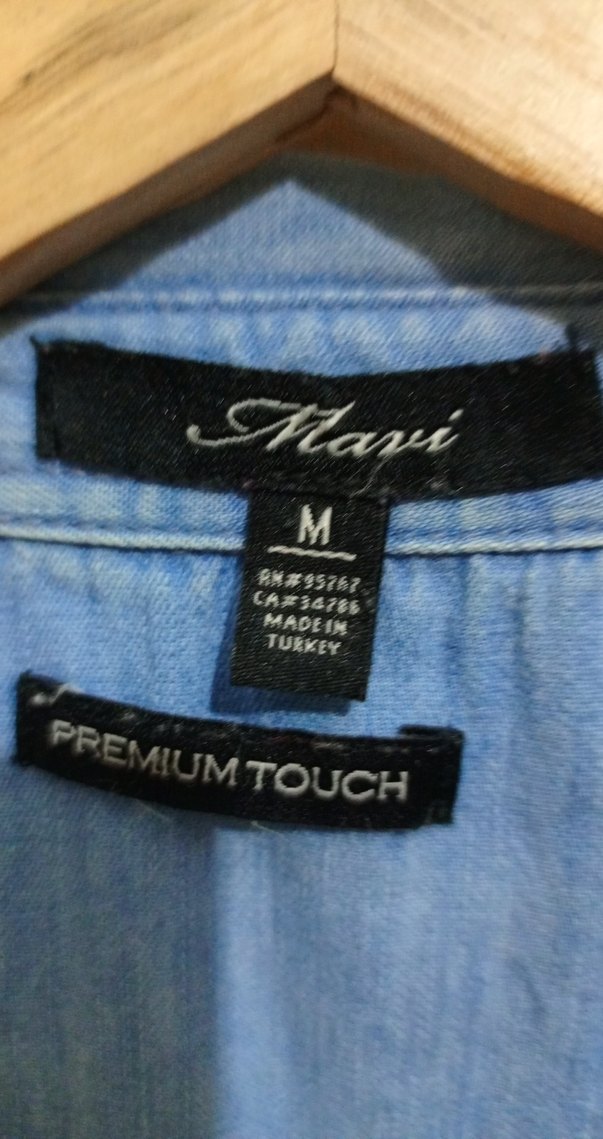 Mavi
M
RN#95767
CA#34786
MADE IN
TURKEY
PREMIUM TOUCH